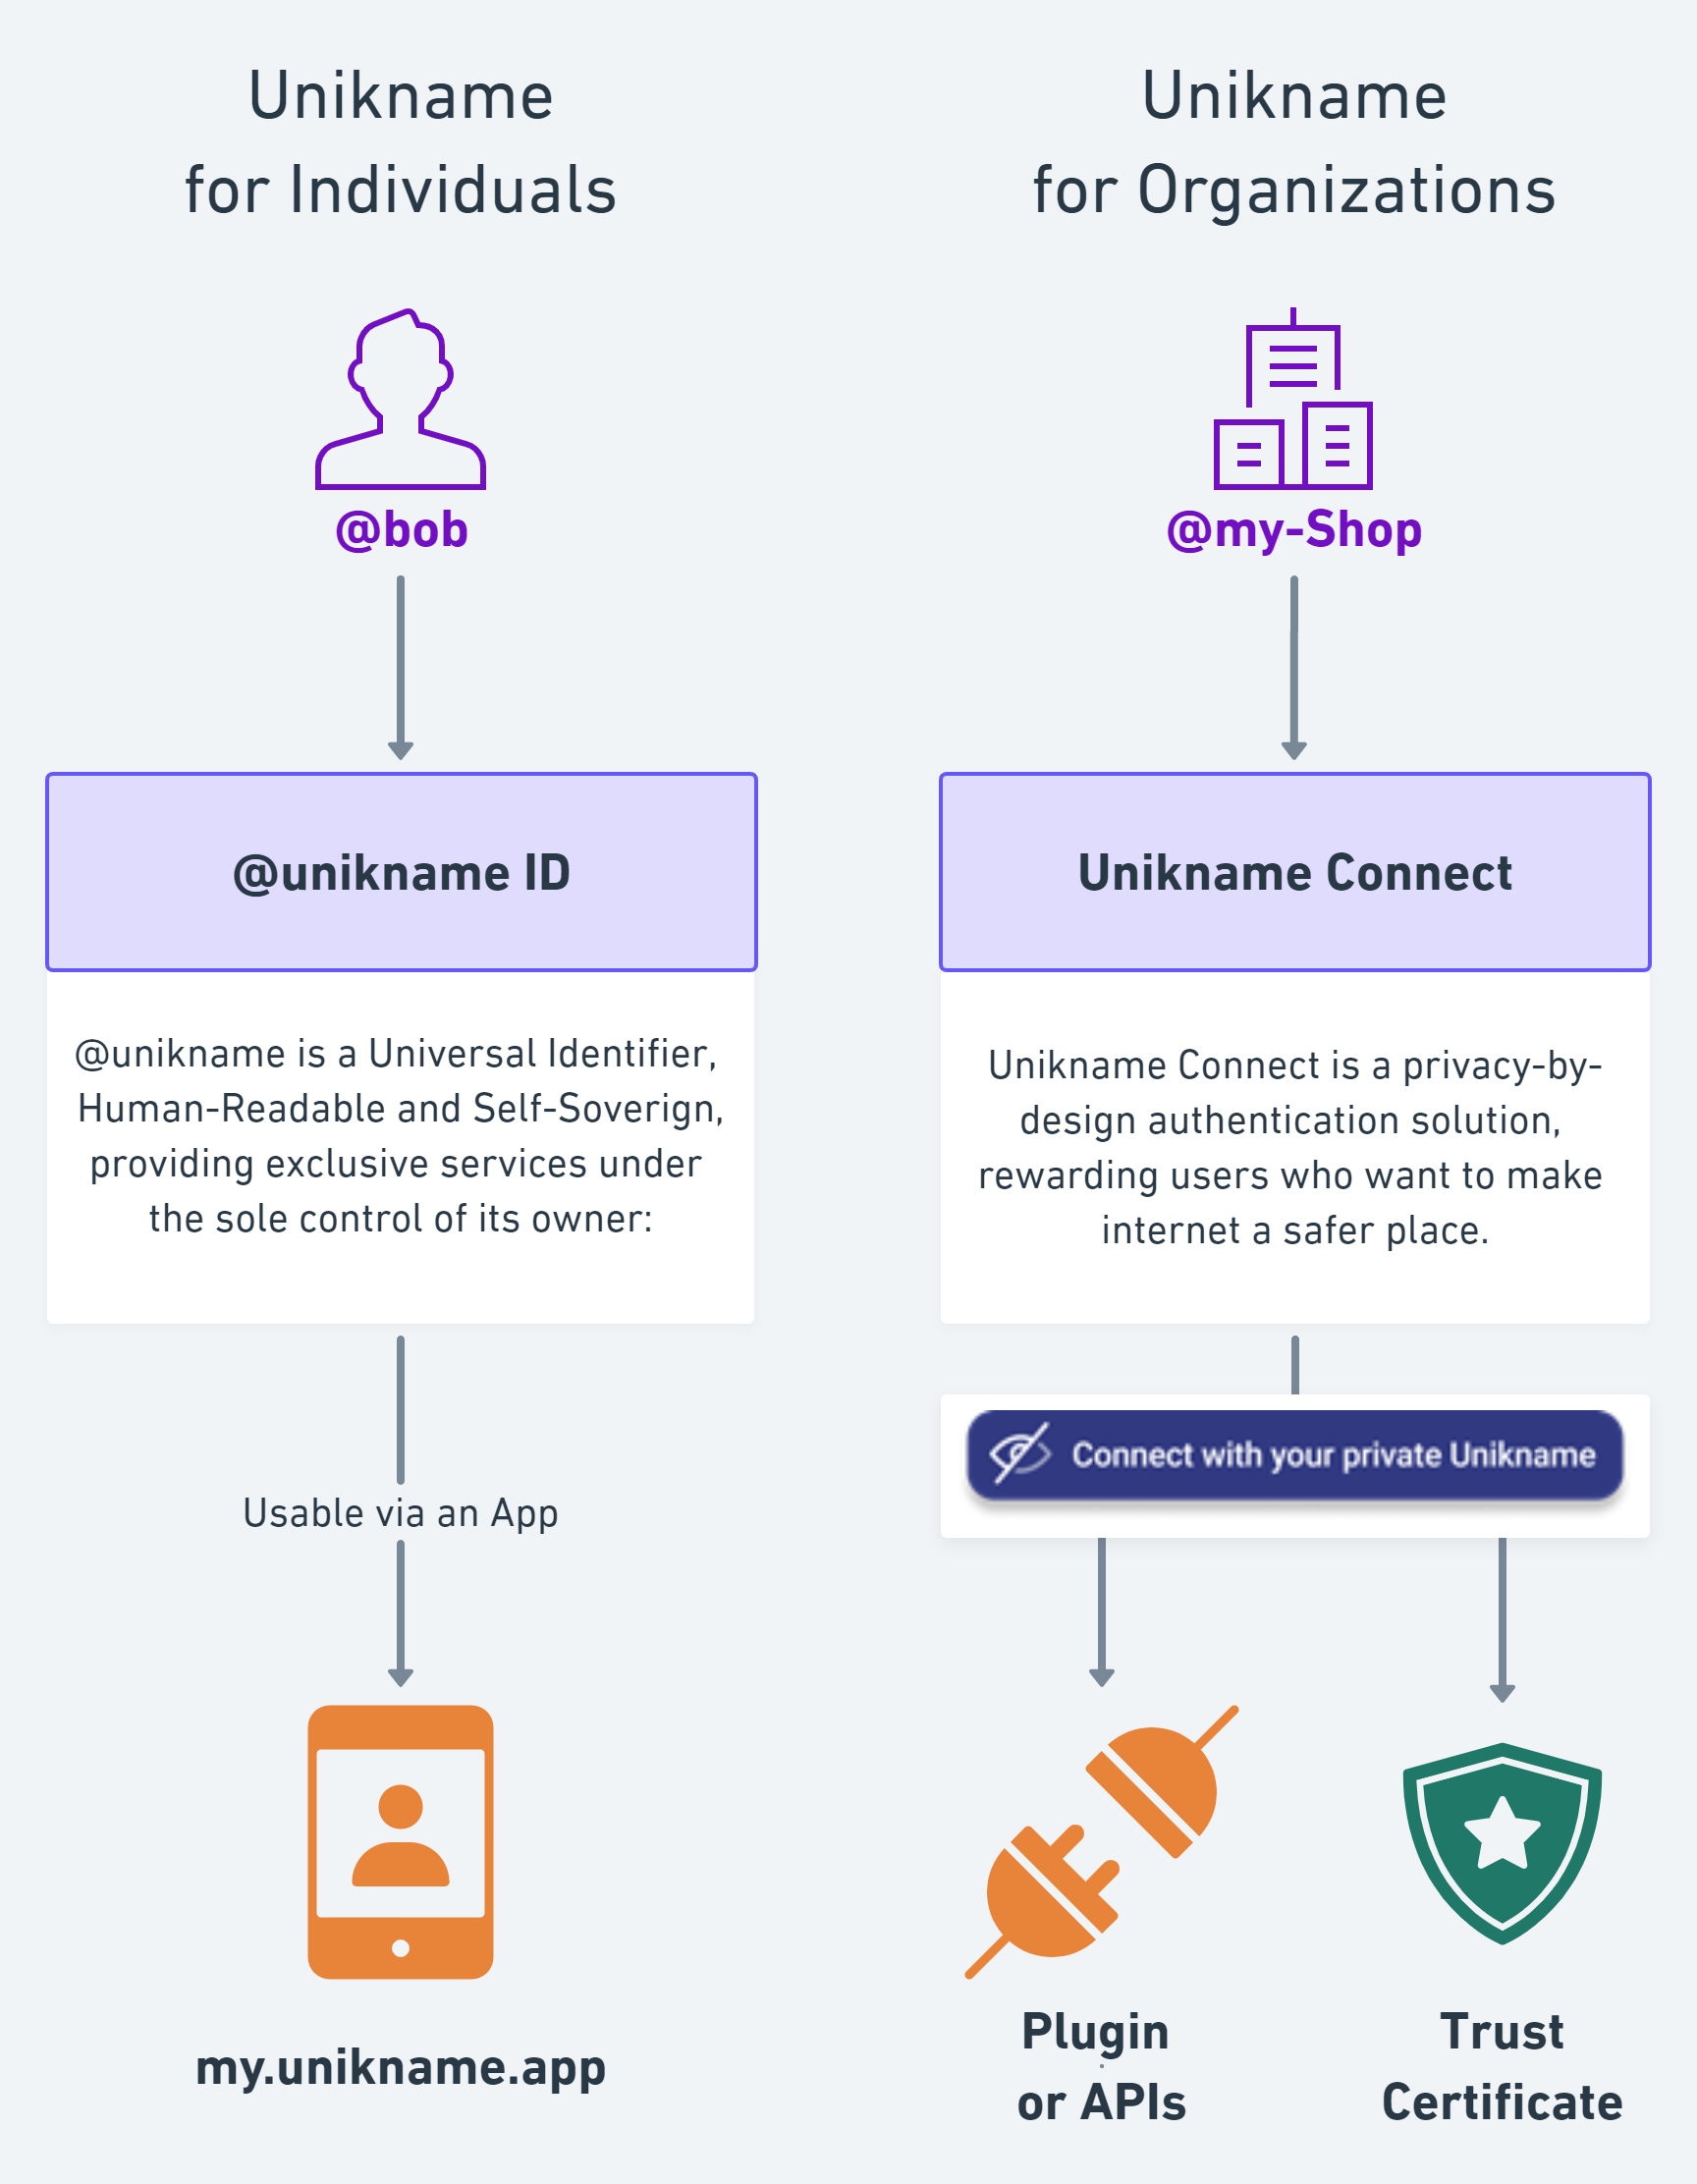 Unikname
for Individuals
@bob
@unikname ID
@unikname is a Universal Identifier,
Human-Readable and Self-Soverign,
providing exclusive services under
the sole control of its owner:
Usable via an App
my.unikname.app
Unikname
for Organizations
@my-Shop
Unikname Connect
Unikname Connect is a privacy-by-
design authentication solution,
rewarding users who want to make
internet a safer place.
Connect with your private Unikname
Plugin
or APIs
Trust
Certificate